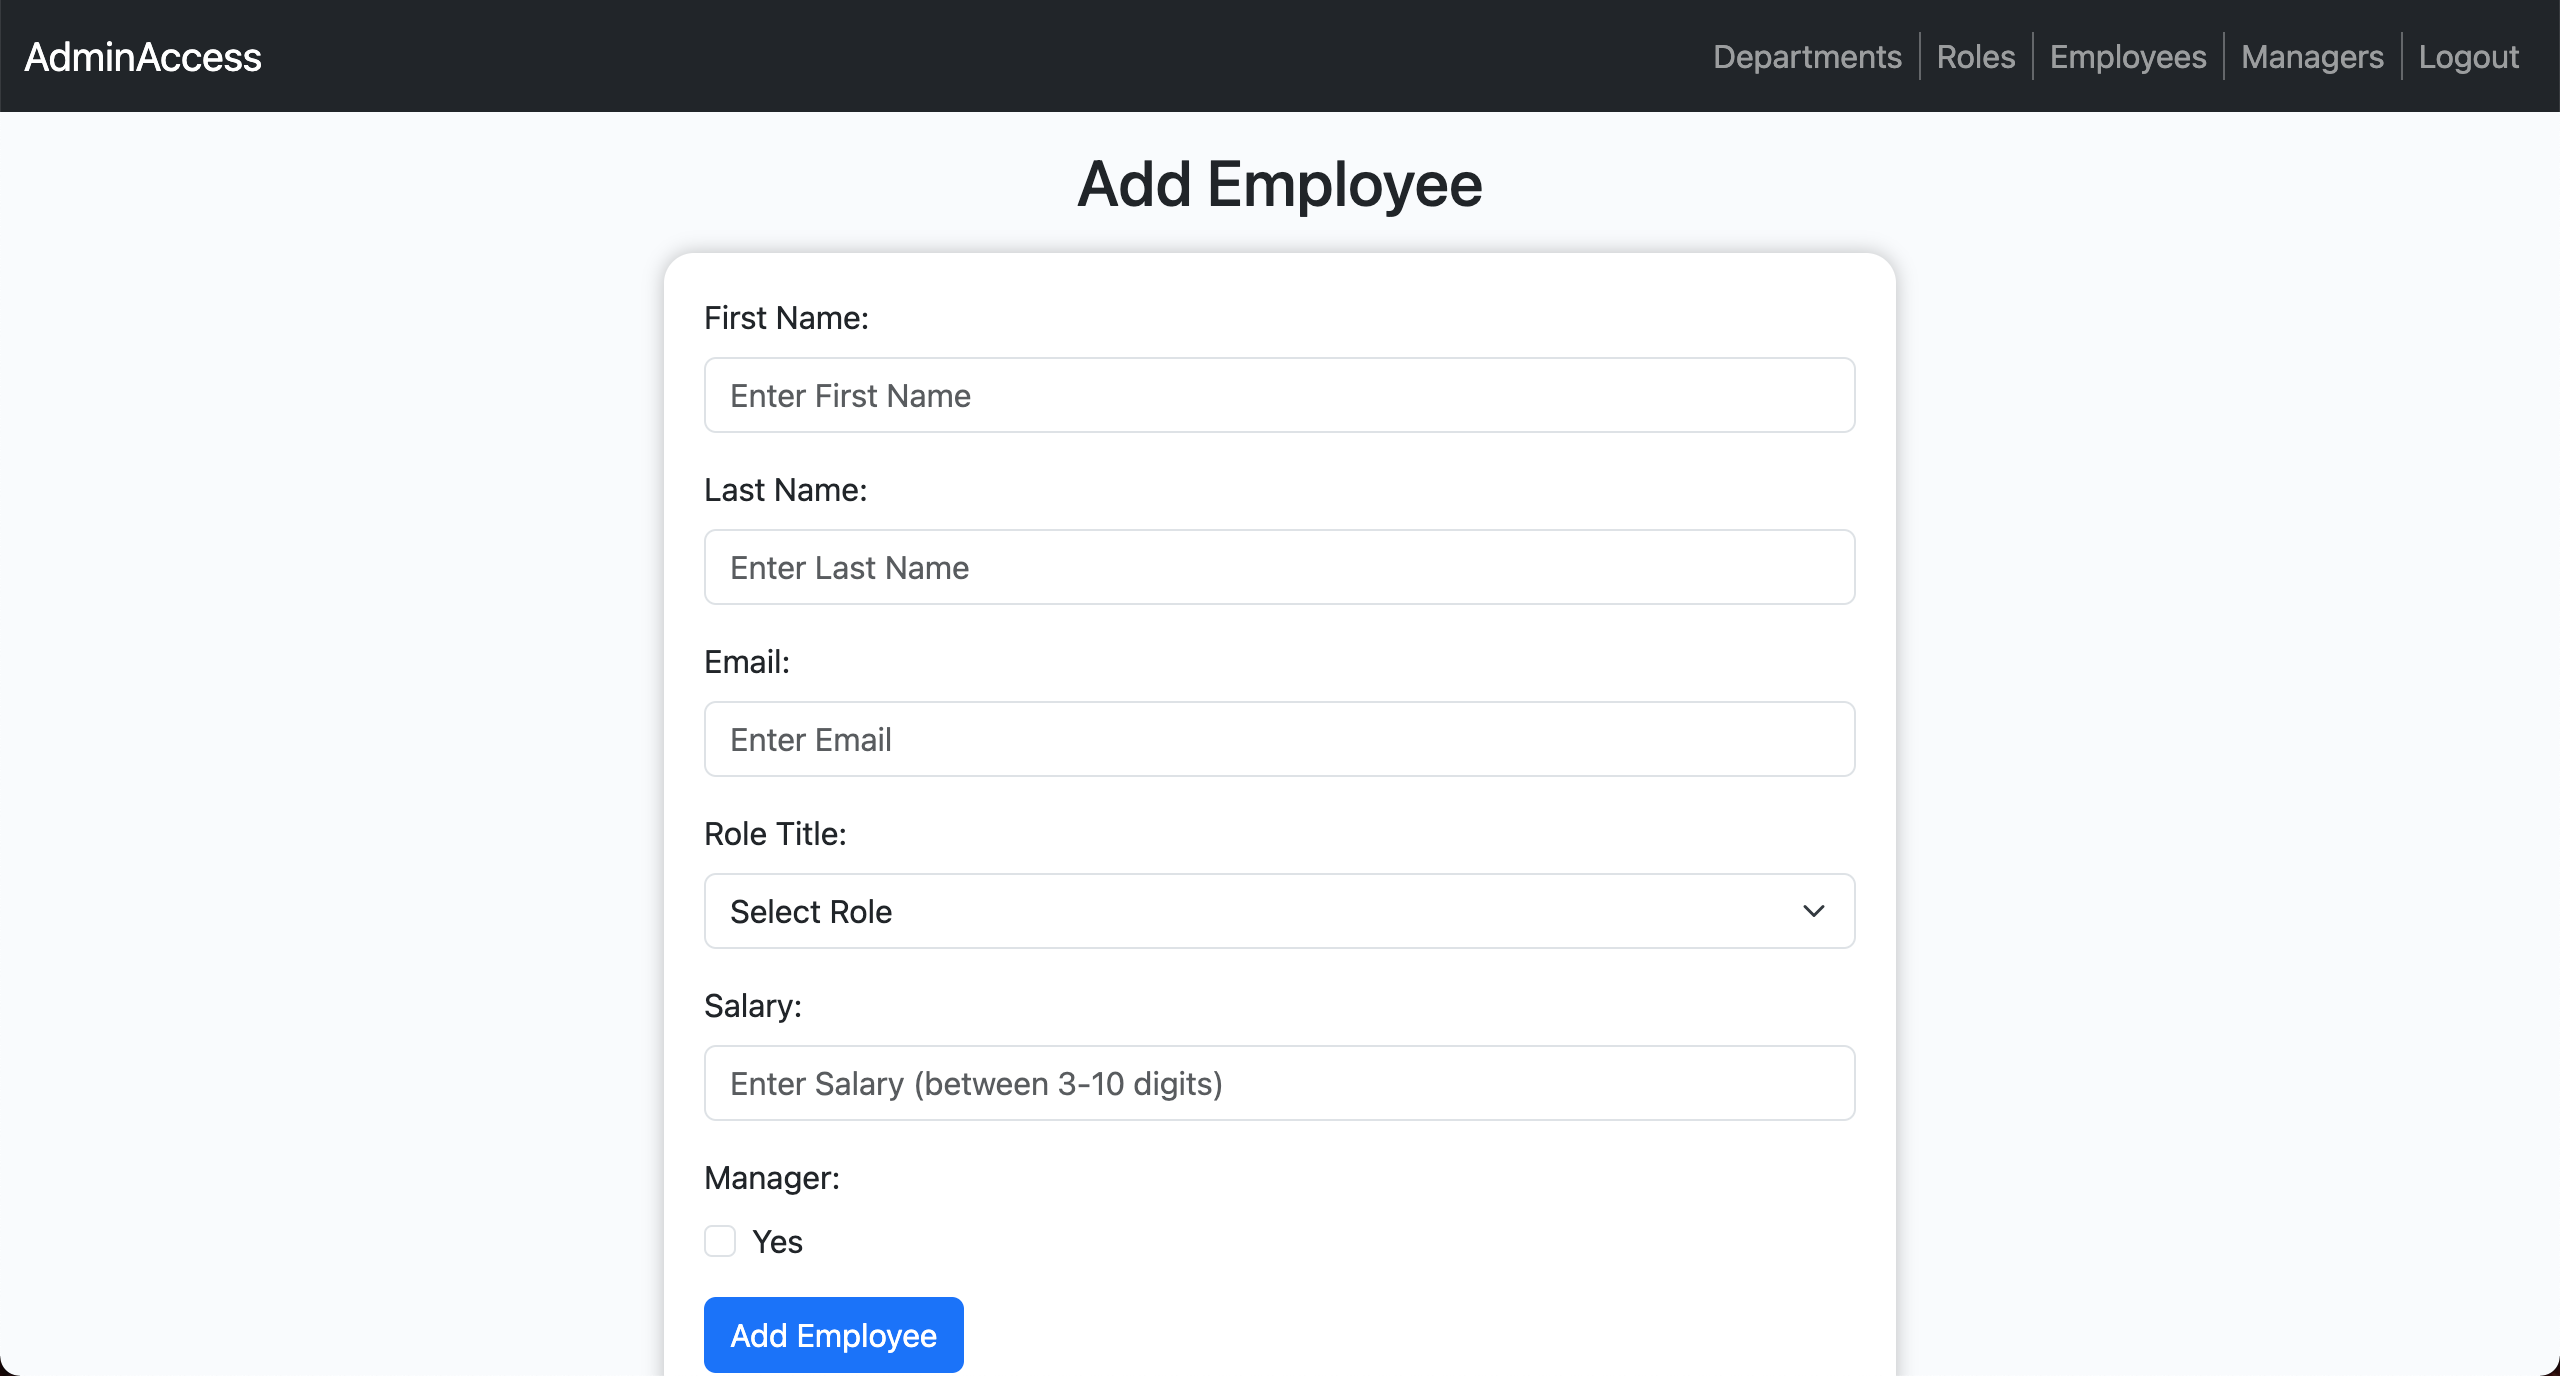 AdminAccess
Departments Roles Employees Managers Logout
Add Employee
First Name:
Enter First Name
Last Name:
Enter Last Name
Email:
Enter Email
Role Title:
Select Role
Salary:
Enter Salary (between 3-10 digits)
Manager:
Yes
Add Employee